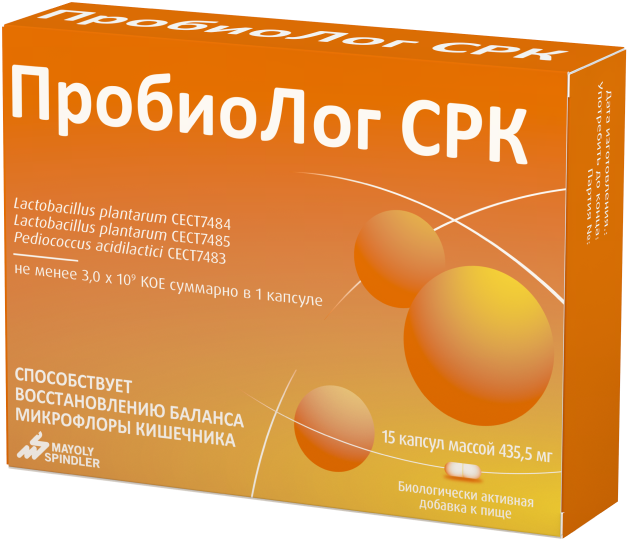 ПробиоЛог СРК
ПробиоЛог СРК
Lactobacillus plantarum CECT7484
Lactobacillus plantarum CECT7485
Pediococcus acidilactici CECT7483
не менее 3,0 x 10⁹ КОЕ суммарно в 1 капсуле
СПОСОБСТВУЕТ
ВОССТАНОВЛЕНИЮ БАЛАНСА
МИКРОФЛОРЫ КИШЕЧНИКА
MAYOLY
SPINDLER
15 капсул массой 435,5 мг
Биологически активная
добавка к пище
Дата изготовления.:
Употребить до конца:
Партия №: